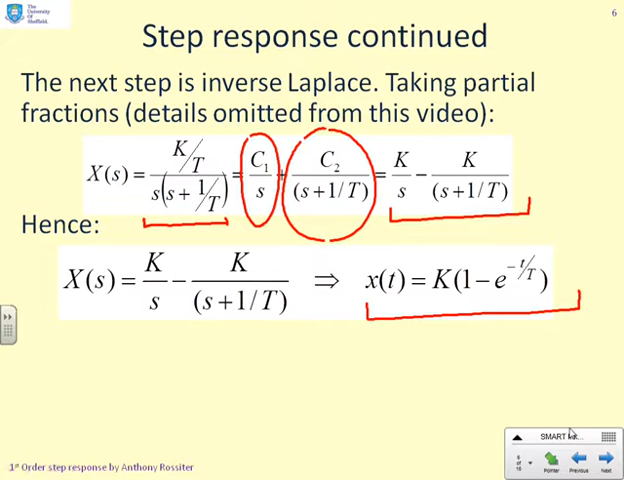 The
University
Of
Sheffield.
6
Step response continued
The next step is inverse Laplace. Taking partial
fractions (details omitted from this video):
X(s) = (K/T)/(s(s + 1/T)) = C₁/s + C₂/(s+1/T) = K/s − K/(s+1/T)
Hence:
X(s) = K/s − K/(s+1/T) ⇒ x(t) = K(1 − e^(−t/T))
SMART
6
of
Pointer
Previous
Next
1st Order step response by Anthony Rossiter